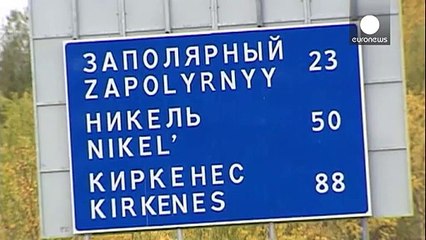 euronews
ЗАПОЛЯРНЫЙ 23
ZAPOLYRNYY
НИКЕЛЬ 50
NIKEL'
КИРКЕНЕС 88
KIRKENES